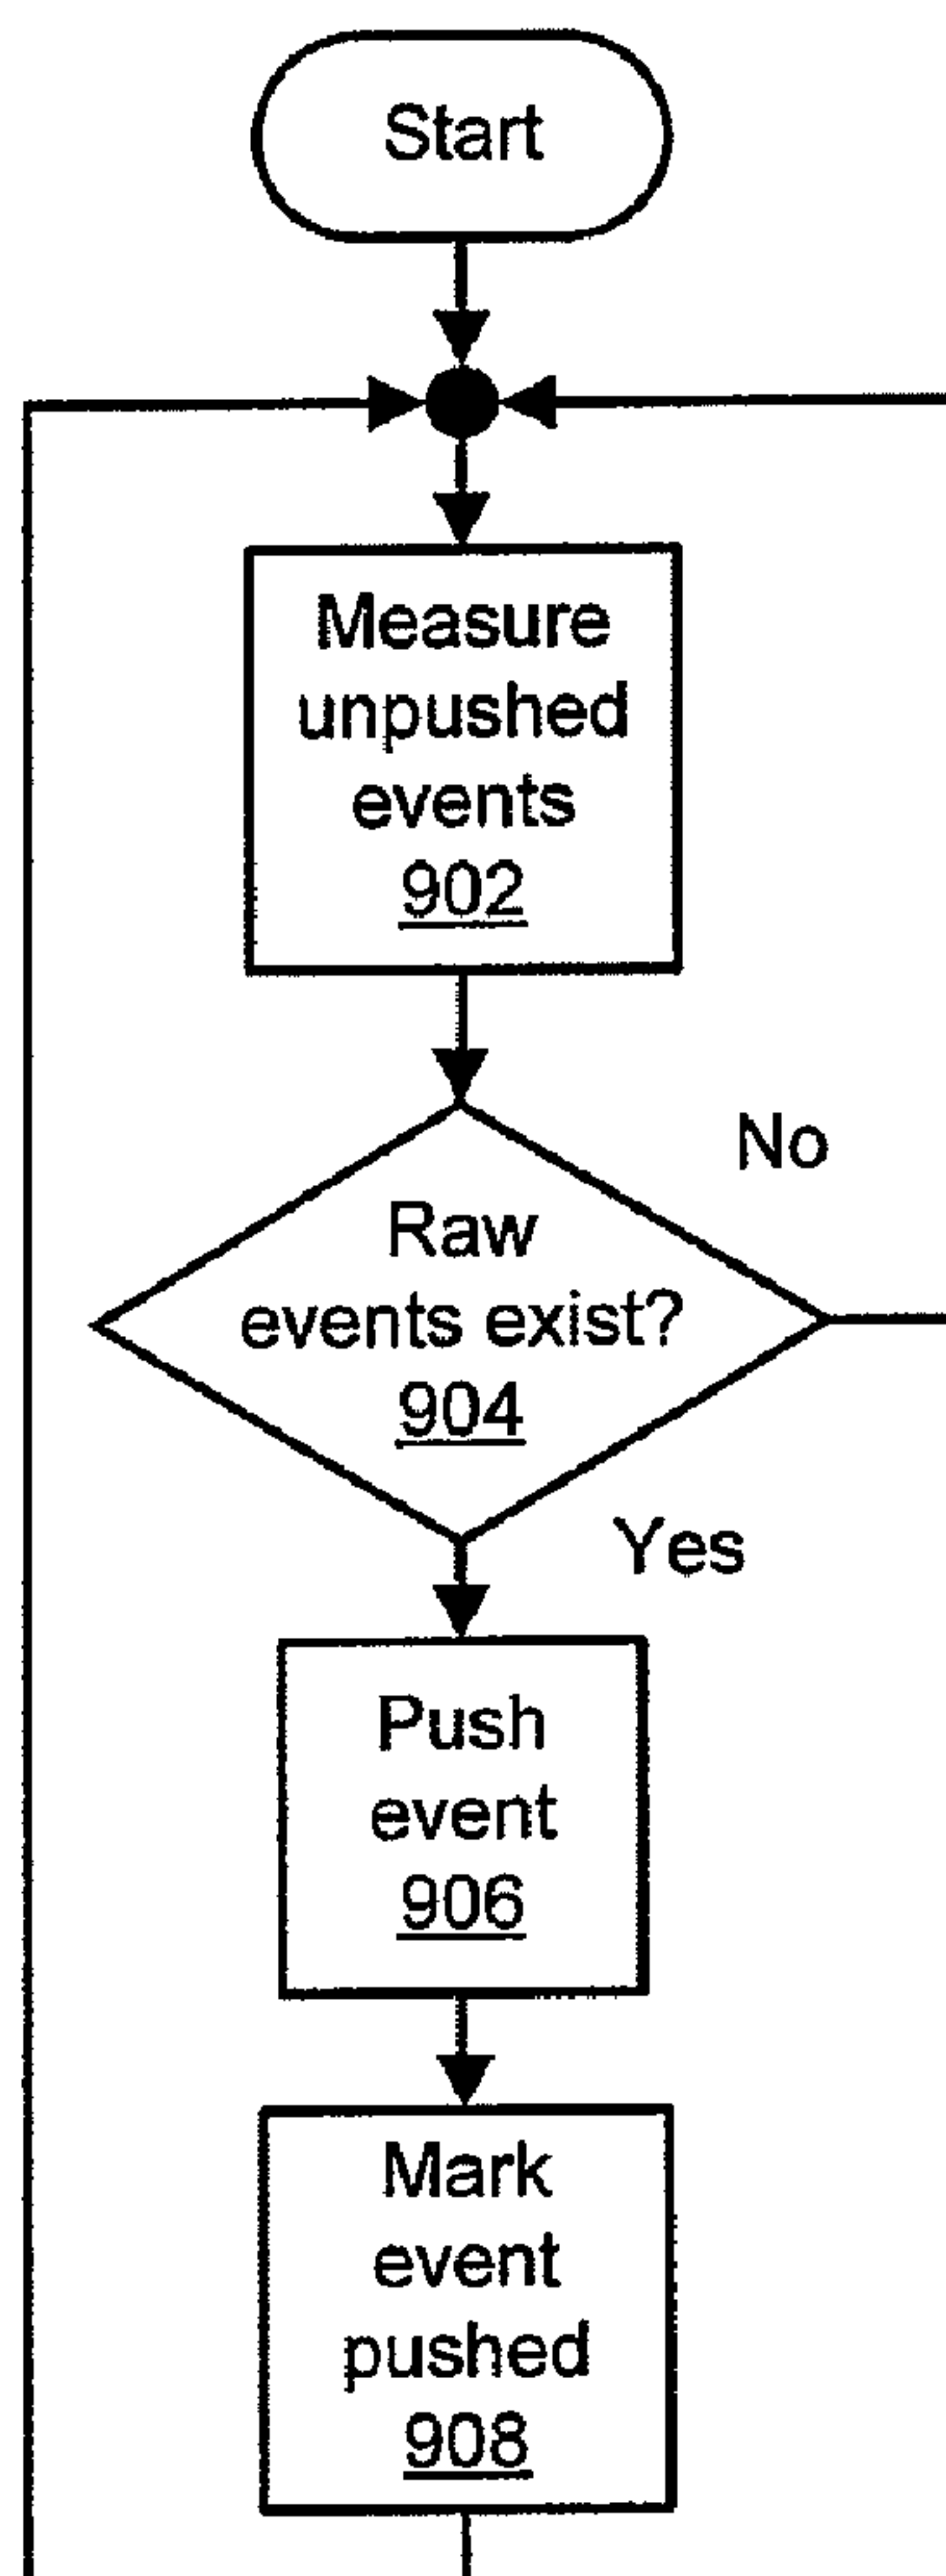 Start
Measure
unpushed
events
902
No
Raw
events exist?
904
Yes
Push
event
906
Mark
event
pushed
908